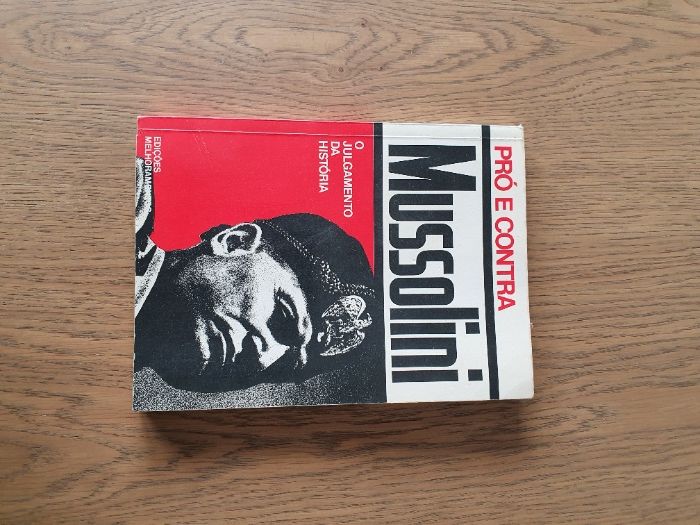 PRÓ E CONTRA
Mussolini
O
JULGAMENTO
DA
HISTÓRIA
EDIÇÕES
MELHORAMENTOS